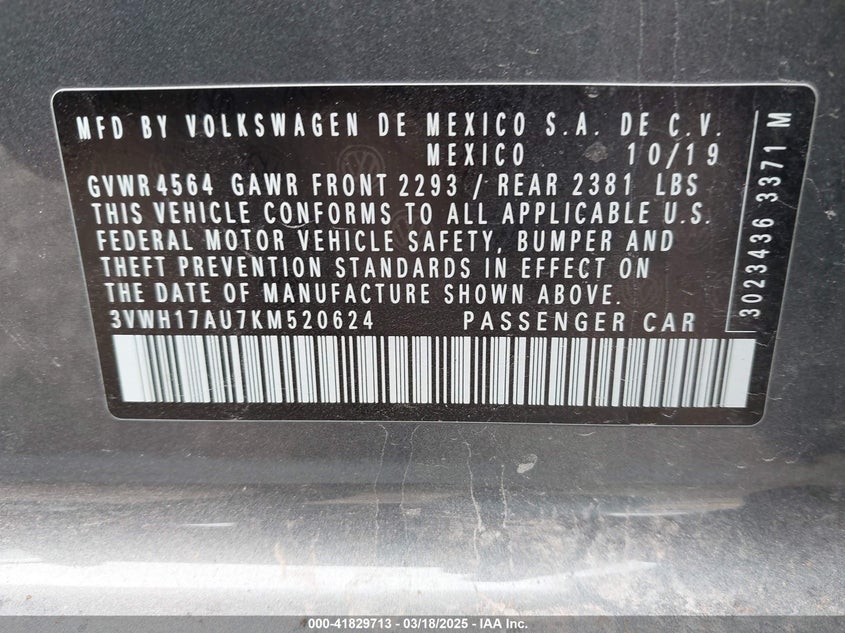 MFD BY VOLKSWAGEN DE MEXICO S.A. DE C.V.
MEXICO 10/19
GVWR 4564 GAWR FRONT 2293 / REAR 2381 LBS
THIS VEHICLE CONFORMS TO ALL APPLICABLE U.S.
FEDERAL MOTOR VEHICLE SAFETY, BUMPER AND
THEFT PREVENTION STANDARDS IN EFFECT ON
THE DATE OF MANUFACTURE SHOWN ABOVE.
3VWH17AU7KM520624 PASSENGER CAR
3023436 3371 M
000-41829713 - 03/18/2025 - IAA Inc.